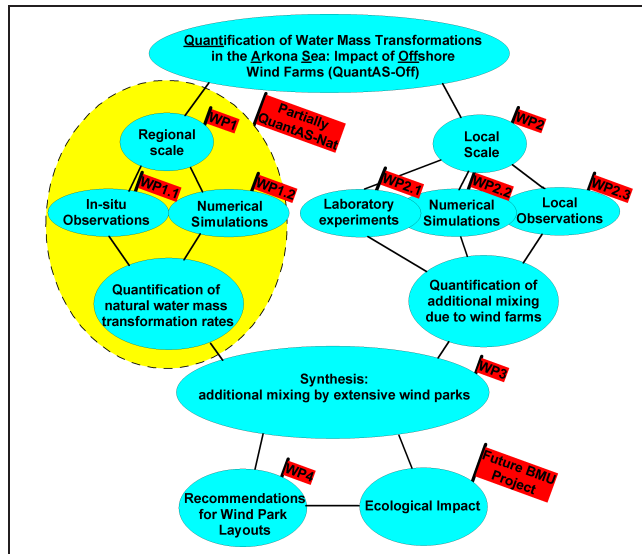 Quantification of Water Mass Transformations
in the Arkona Sea: Impact of Offshore
Wind Farms (QuantAS-Off)
Partially
QuantAS-Nat
WP1
Regional
scale
WP2
Local
Scale
WP1.1
In-situ
Observations
WP1.2
Numerical
Simulations
WP2.1
Laboratory
experiments
WP2.2
Numerical
Simulations
WP2.3
Local
Observations
Quantification of
natural water mass
transformation rates
Quantification of
additional mixing
due to wind farms
WP3
Synthesis:
additional mixing by extensive wind parks
WP4
Recommendations
for Wind Park
Layouts
Future BMU
Project
Ecological Impact